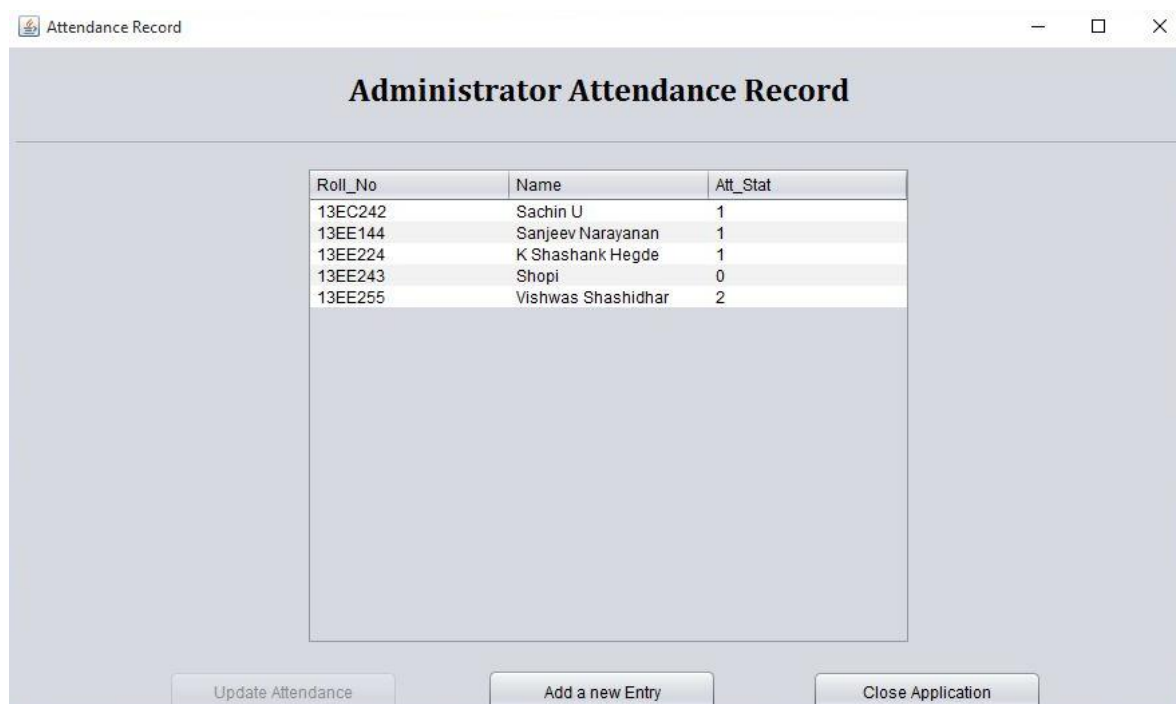 Attendance Record
Administrator Attendance Record
Roll_No Name Att_Stat
13EC242 Sachin U 1
13EE144 Sanjeev Narayanan 1
13EE224 K Shashank Hegde 1
13EE243 Shopi 0
13EE255 Vishwas Shashidhar 2
Update Attendance Add a new Entry Close Application